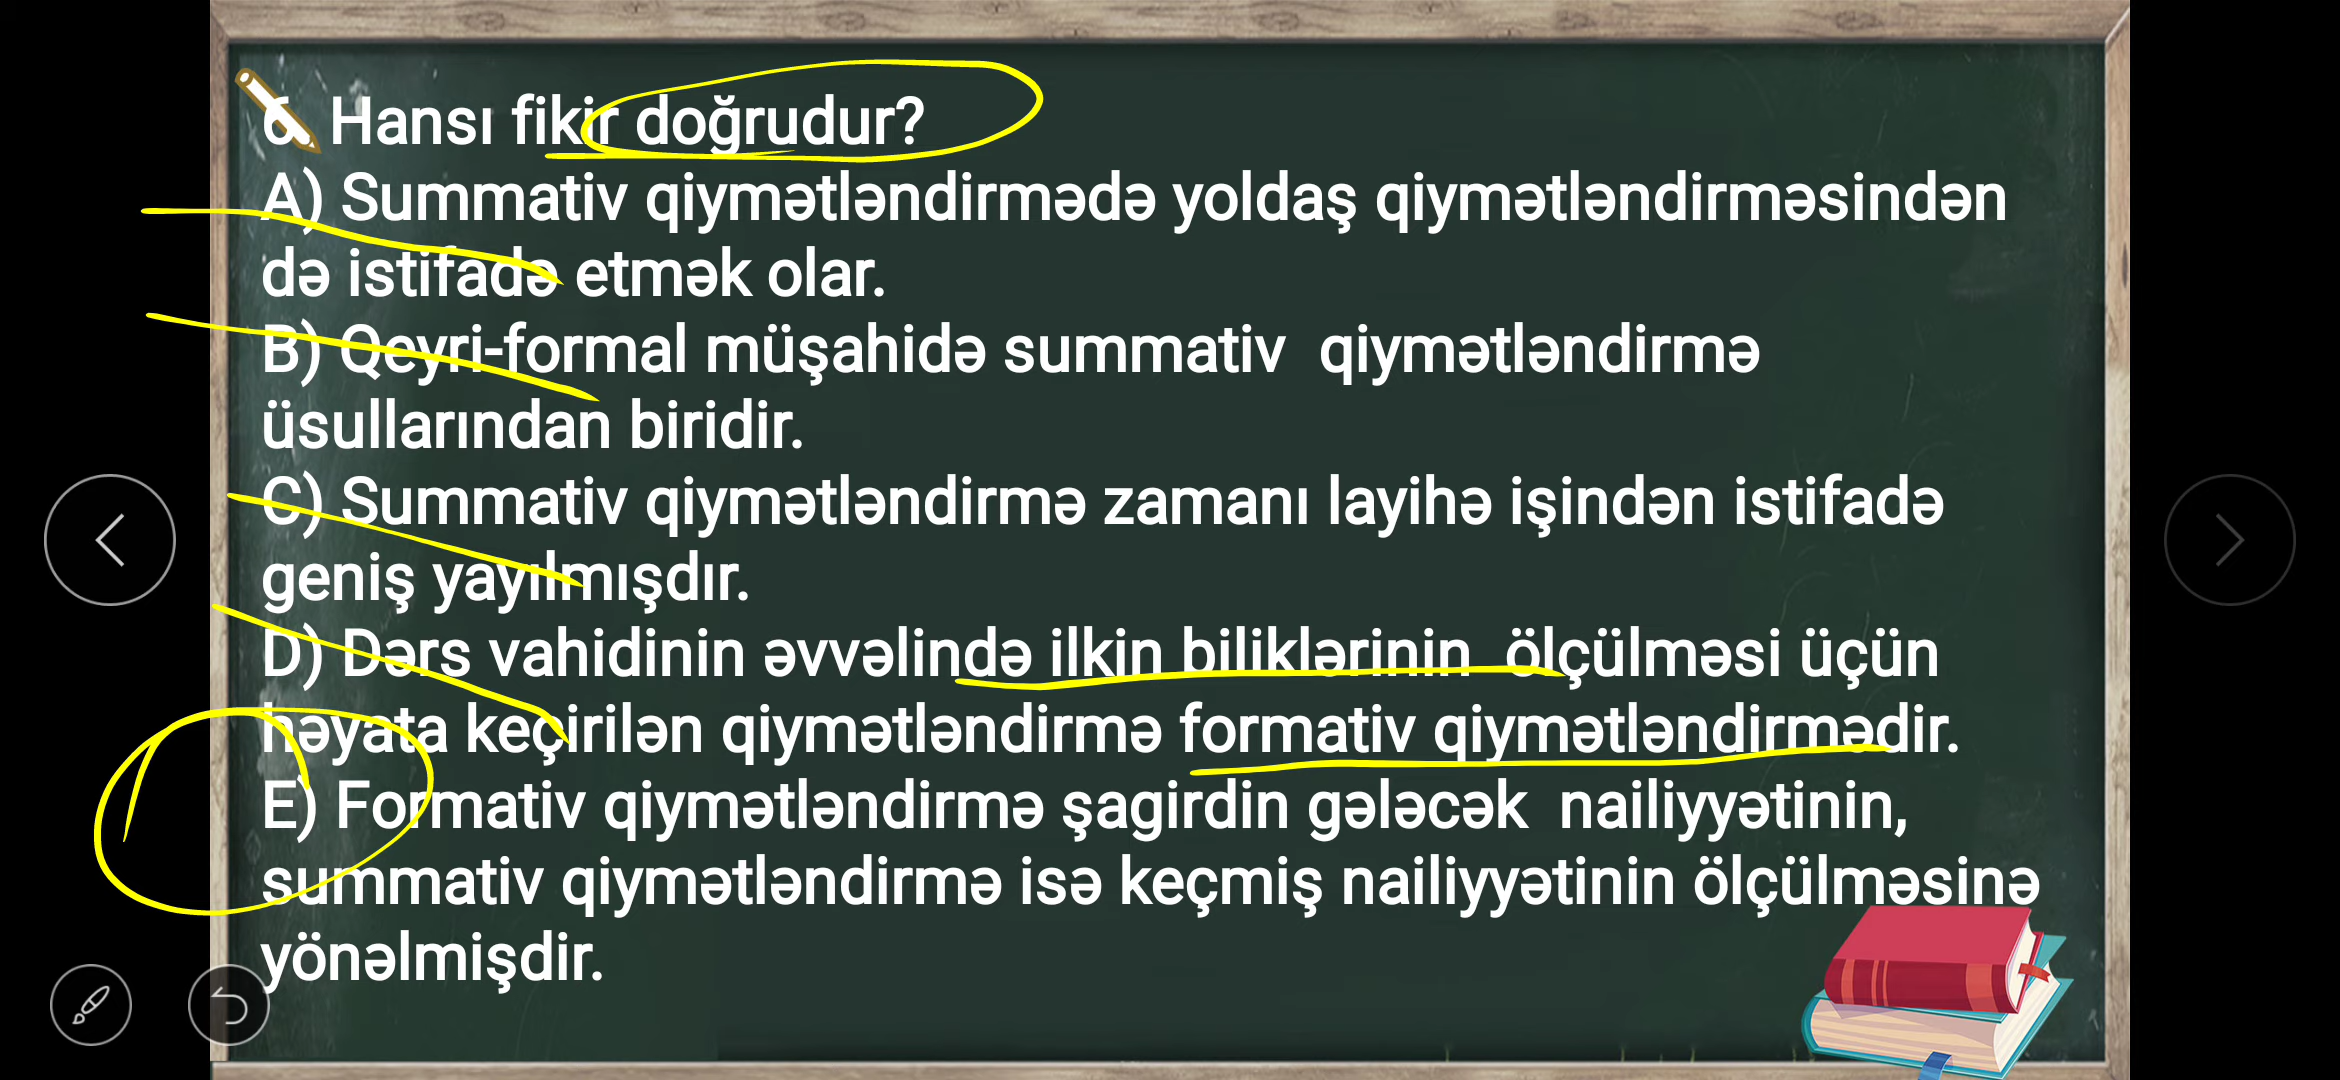 6. Hansı fikir doğrudur?
A) Summativ qiymətləndirmədə yoldaş qiymətləndirməsindən
də istifadə etmək olar.
B) Qeyri-formal müşahidə summativ qiymətləndirmə
üsullarından biridir.
C) Summativ qiymətləndirmə zamanı layihə işindən istifadə
geniş yayılmışdır.
D) Dərs vahidinin əvvəlində ilkin biliklərinin ölçülməsi üçün
həyata keçirilən qiymətləndirmə formativ qiymətləndirmədir.
E) Formativ qiymətləndirmə şagirdin gələcək nailiyyətinin,
summativ qiymətləndirmə isə keçmiş nailiyyətinin ölçülməsinə
yönəlmişdir.